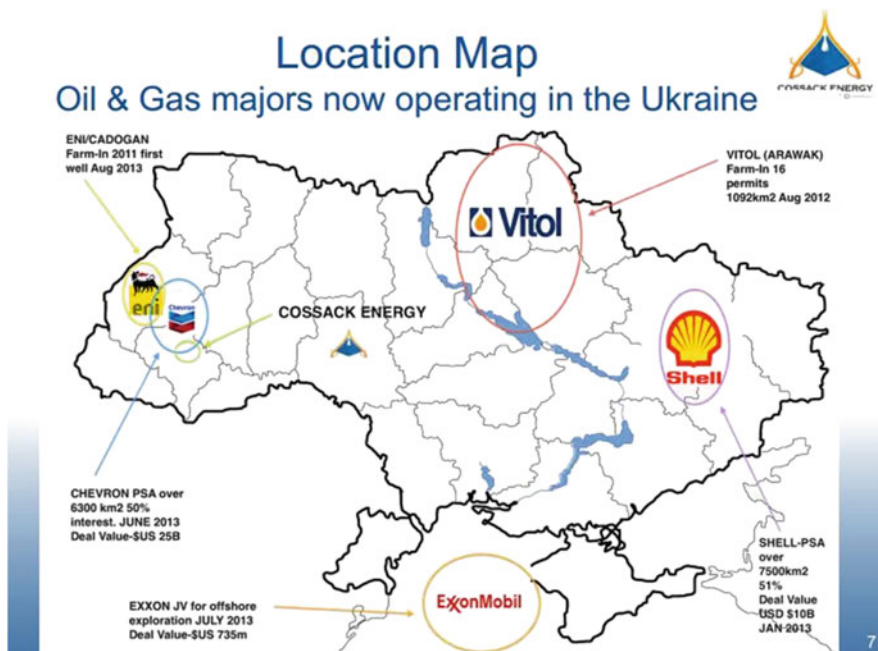 Location Map
Oil & Gas majors now operating in the Ukraine
COSSACK ENERGY
ENI/CADOGAN
Farm-In 2011 first
well Aug 2013
VITOL (ARAWAK)
Farm-In 16
permits
1092km2 Aug 2012
Vitol
eni
Chevron
COSSACK ENERGY
Shell
CHEVRON PSA over
6300 km2 50%
interest. JUNE 2013
Deal Value-$US 25B
SHELL-PSA
over
7500km2
51%
Deal Value
USD $10B
JAN 2013
EXXON JV for offshore
exploration JULY 2013
Deal Value-$US 735m
ExxonMobil
7